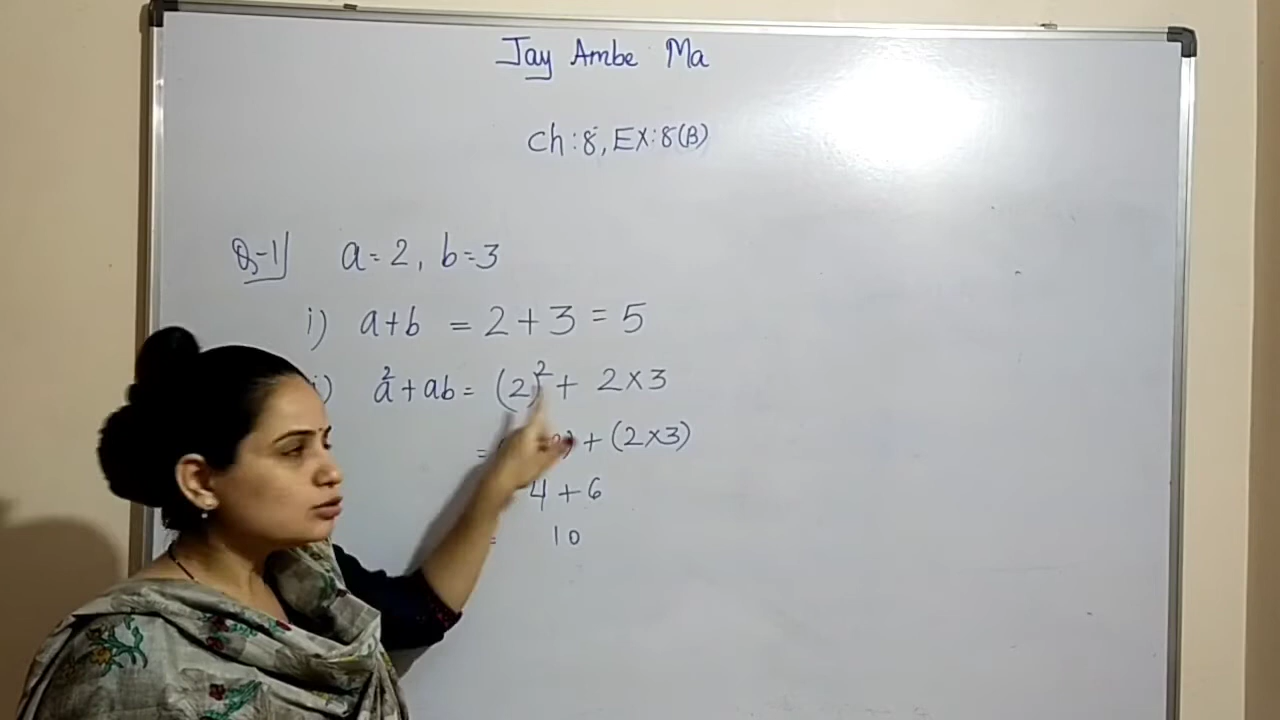 Jay Ambe Ma
Ch:8, EX:8(B)
Q-1) a=2, b=3
i) a+b = 2+3 = 5
i) a²+ab= (2)²+ 2×3
= 2) + (2×3)
4+6
= 10